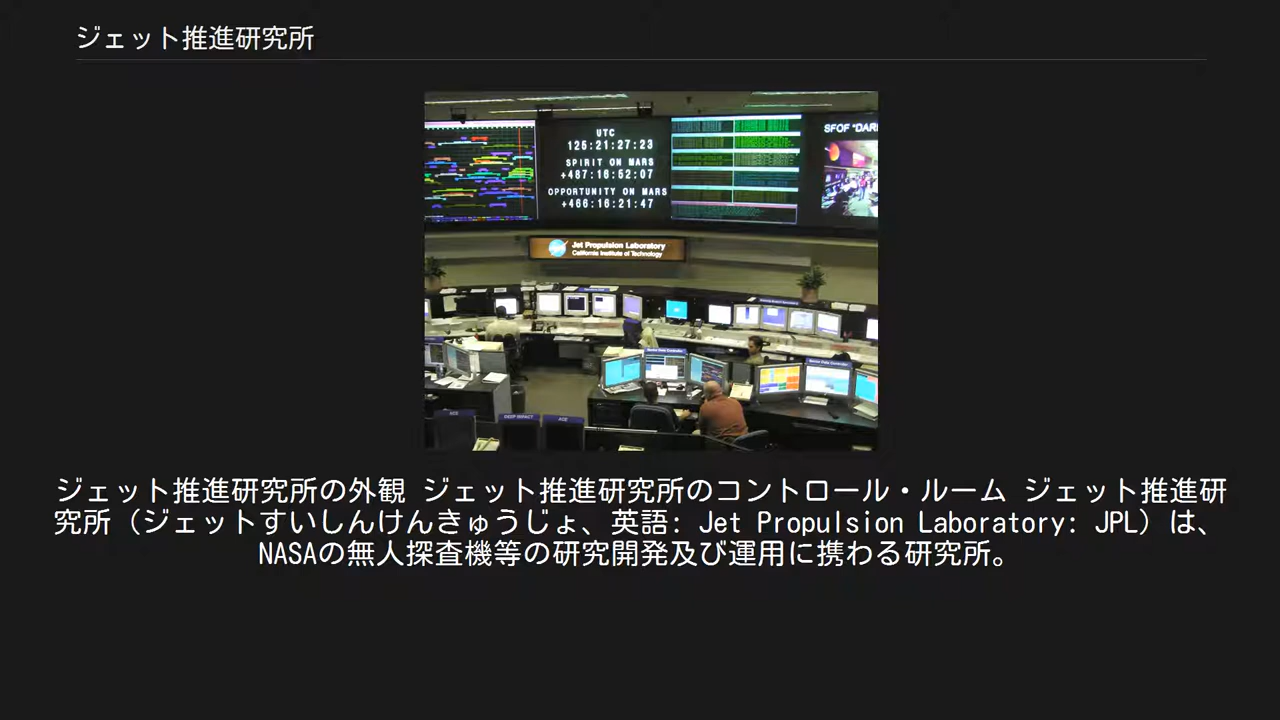 ジェット推進研究所
UTC
125:21:27:23
SPIRIT ON MARS
+487:16:52:07
OPPORTUNITY ON MARS
+466:16:21:47
SFOF "DAR
Jet Propulsion Laboratory
California Institute of Technology
ACE
DEEP IMPACT
ACE
ジェット推進研究所の外観 ジェット推進研究所のコントロール・ルーム ジェット推進研
究所（ジェットすいしんけんきゅうじょ、英語: Jet Propulsion Laboratory: JPL）は、
NASAの無人探査機等の研究開発及び運用に携わる研究所。